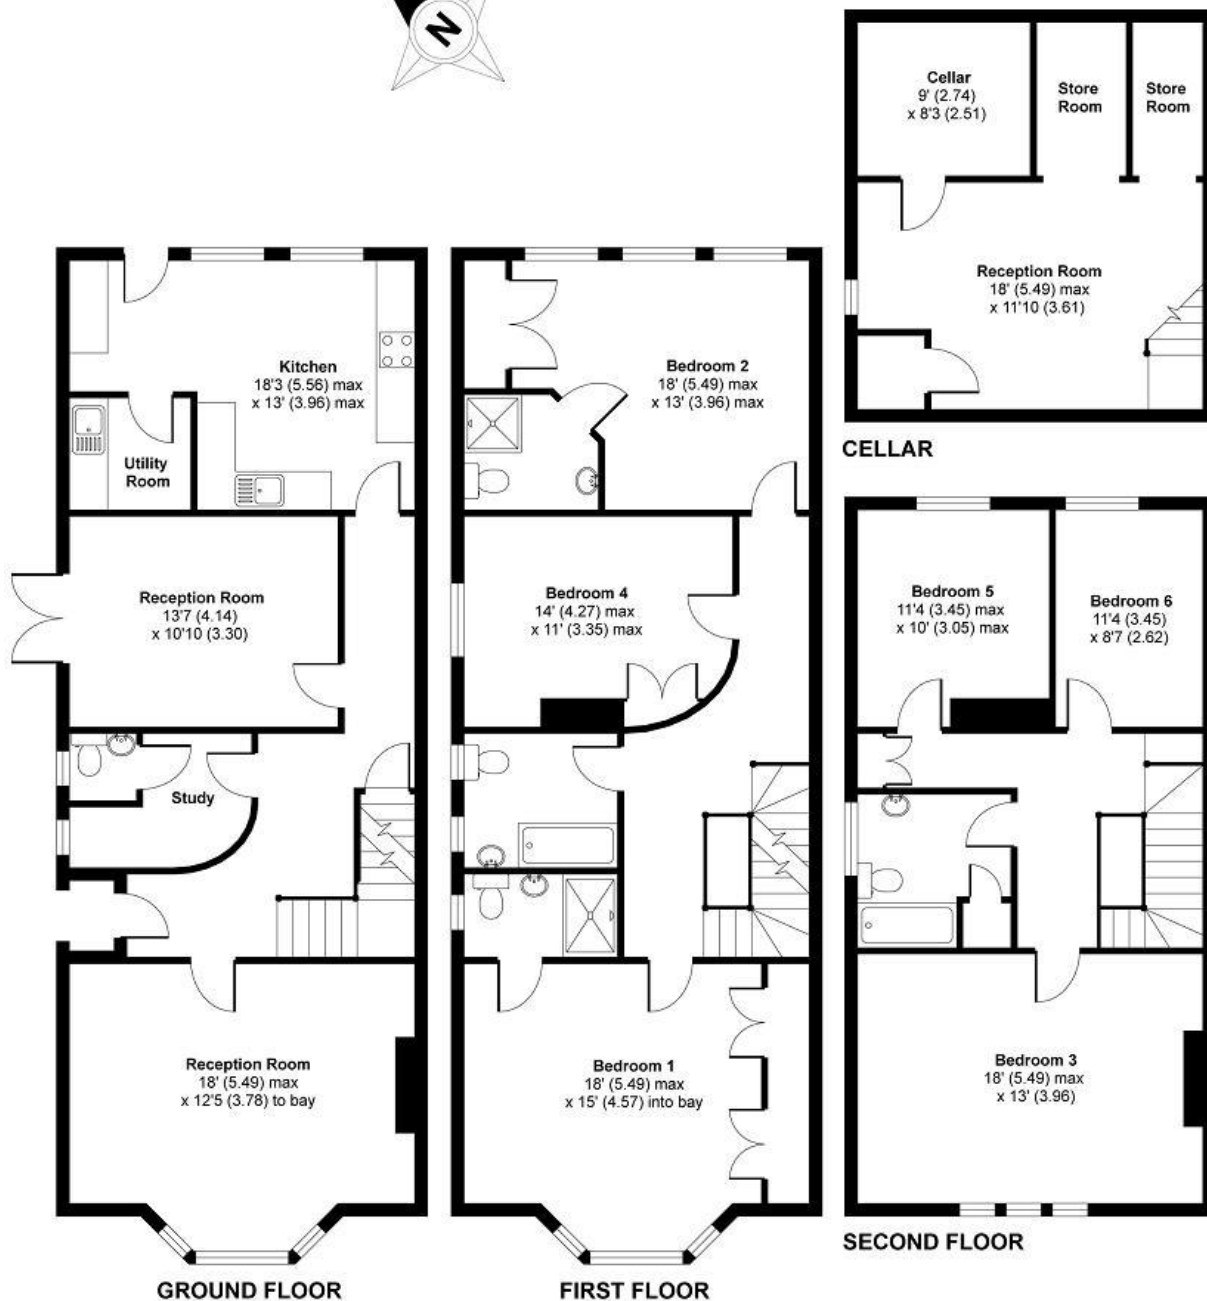 N
Cellar
9' (2.74)
x 8'3 (2.51)
Store
Room
Store
Room
Reception Room
18' (5.49) max
x 11'10 (3.61)
CELLAR
Kitchen
18'3 (5.56) max
x 13' (3.96) max
Utility
Room
Reception Room
13'7 (4.14)
x 10'10 (3.30)
Study
Reception Room
18' (5.49) max
x 12'5 (3.78) to bay
GROUND FLOOR
Bedroom 2
18' (5.49) max
x 13' (3.96) max
Bedroom 4
14' (4.27) max
x 11' (3.35) max
Bedroom 1
18' (5.49) max
x 15' (4.57) into bay
FIRST FLOOR
Bedroom 5
11'4 (3.45) max
x 10' (3.05) max
Bedroom 6
11'4 (3.45)
x 8'7 (2.62)
Bedroom 3
18' (5.49) max
x 13' (3.96)
SECOND FLOOR